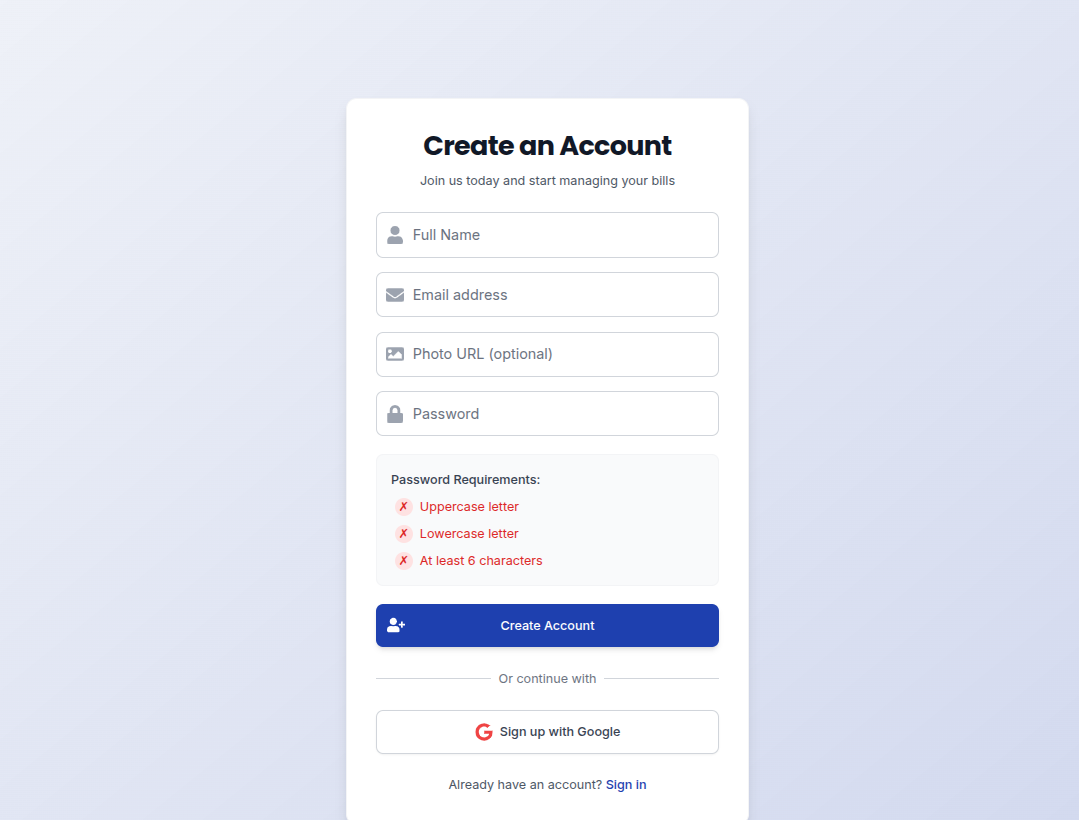 Create an Account
Join us today and start managing your bills
Full Name
Email address
Photo URL (optional)
Password
Password Requirements:
✗ Uppercase letter
✗ Lowercase letter
✗ At least 6 characters
Create Account
Or continue with
Sign up with Google
Already have an account? Sign in